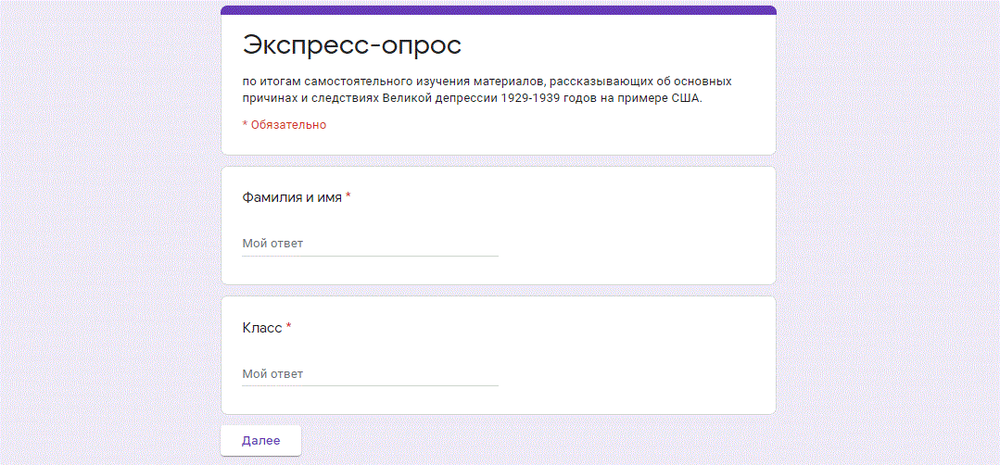 Экспресс-опрос
по итогам самостоятельного изучения материалов, рассказывающих об основных
причинах и следствиях Великой депрессии 1929-1939 годов на примере США.
* Обязательно
Фамилия и имя *
Мой ответ
Класс *
Мой ответ
Далее